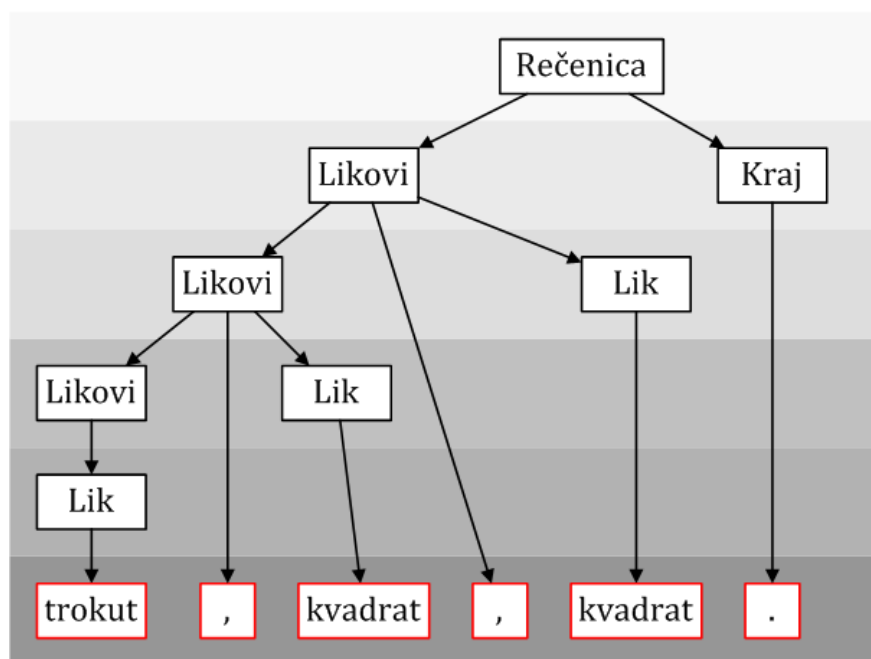 Rečenica
Likovi Kraj
Likovi Lik
Likovi Lik
Lik
trokut , kvadrat , kvadrat .